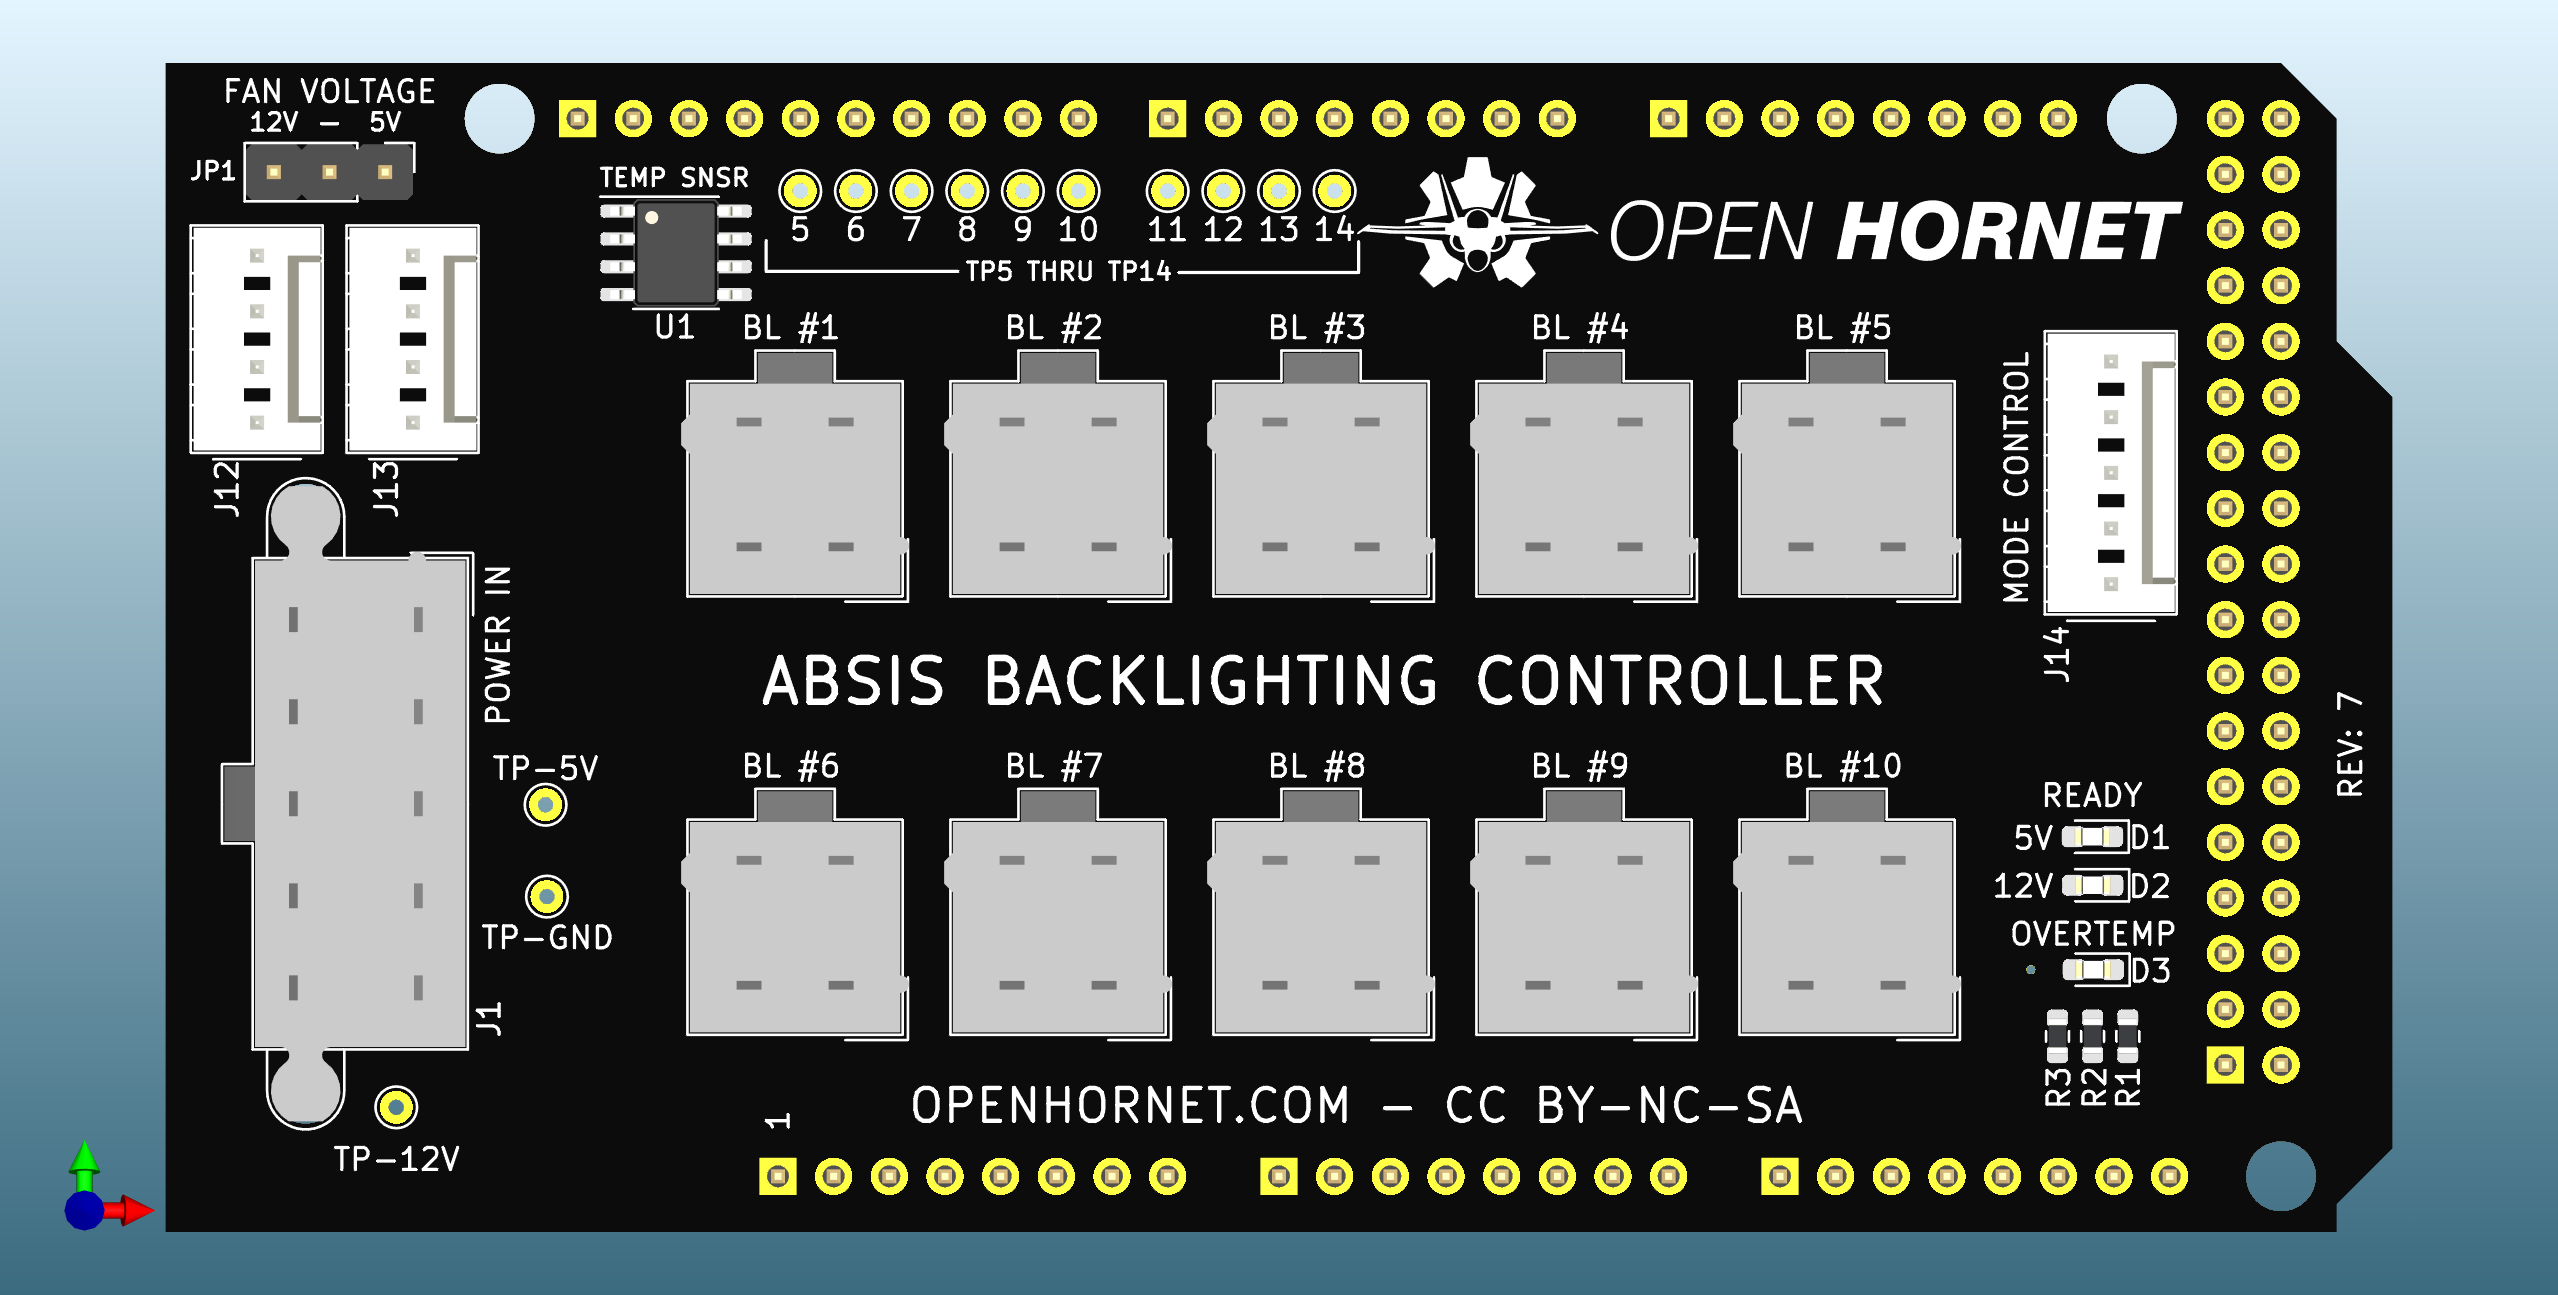 FAN VOLTAGE
12V - 5V
JP1
TEMP SNSR
U1
5 6 7 8 9 10 11 12 13 14
TP5 THRU TP14
OPEN HORNET
J12
J13
BL #1 BL #2 BL #3 BL #4 BL #5
MODE CONTROL
J14
POWER IN
J1
ABSIS BACKLIGHTING CONTROLLER
REV: 7
TP-5V
TP-GND
TP-12V
BL #6 BL #7 BL #8 BL #9 BL #10
READY
5V D1
12V D2
OVERTEMP
D3
R3 R2 R1
1
OPENHORNET.COM - CC BY-NC-SA